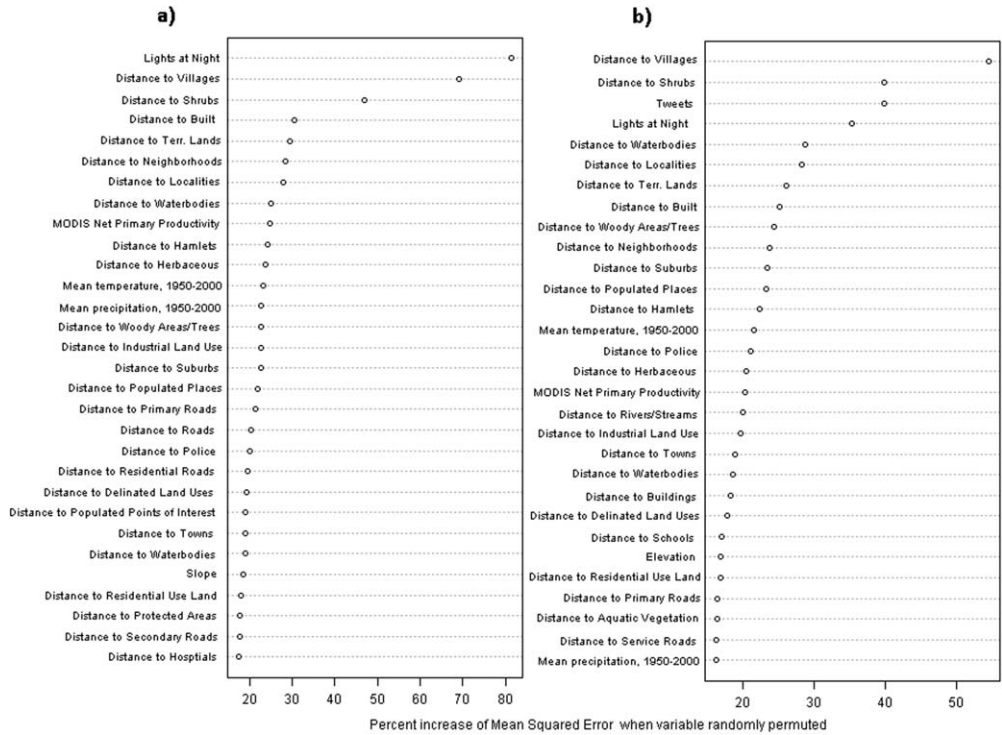 a)
Lights at Night
Distance to Villages
Distance to Shrubs
Distance to Built
Distance to Terr. Lands
Distance to Neighborhoods
Distance to Localities
Distance to Waterbodies
MODIS Net Primary Productivity
Distance to Hamlets
Distance to Herbaceous
Mean temperature, 1950-2000
Mean precipitation, 1950-2000
Distance to Woody Areas/Trees
Distance to Industrial Land Use
Distance to Suburbs
Distance to Populated Places
Distance to Primary Roads
Distance to Roads
Distance to Police
Distance to Residential Roads
Distance to Delinated Land Uses
Distance to Populated Points of Interest
Distance to Towns
Distance to Waterbodies
Slope
Distance to Residential Use Land
Distance to Protected Areas
Distance to Secondary Roads
Distance to Hosptials
20 30 40 50 60 70 80
b)
Distance to Villages
Distance to Shrubs
Tweets
Lights at Night
Distance to Waterbodies
Distance to Localities
Distance to Terr. Lands
Distance to Built
Distance to Woody Areas/Trees
Distance to Neighborhoods
Distance to Suburbs
Distance to Populated Places
Distance to Hamlets
Mean temperature, 1950-2000
Distance to Police
Distance to Herbaceous
MODIS Net Primary Productivity
Distance to Rivers/Streams
Distance to Industrial Land Use
Distance to Towns
Distance to Waterbodies
Distance to Buildings
Distance to Delinated Land Uses
Distance to Schools
Elevation
Distance to Residential Use Land
Distance to Primary Roads
Distance to Aquatic Vegetation
Distance to Service Roads
Mean precipitation, 1950-2000
20 30 40 50
Percent increase of Mean Squared Error when variable randomly permuted